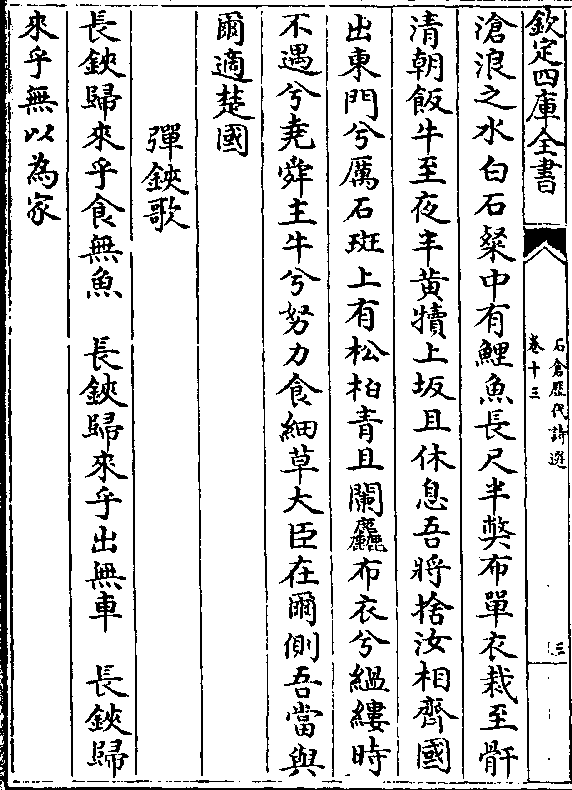 欽定四庫全書
石倉歴代詩選
卷十三
三
滄浪之水白石粲中有鯉魚長尺半獘布單衣裁至骭
清朝飯牛至夜半黄犢上坂且休息吾將捨汝相齊國
出東門兮厲石班上有松柏青且闌麤布衣兮緼縷時
不遇兮堯舜主牛兮努力食細草大臣在爾側吾當與
爾適楚國
彈鋏歌
長鋏歸來乎食無魚　長鋏歸來乎出無車　長鋏歸
來乎無以為家